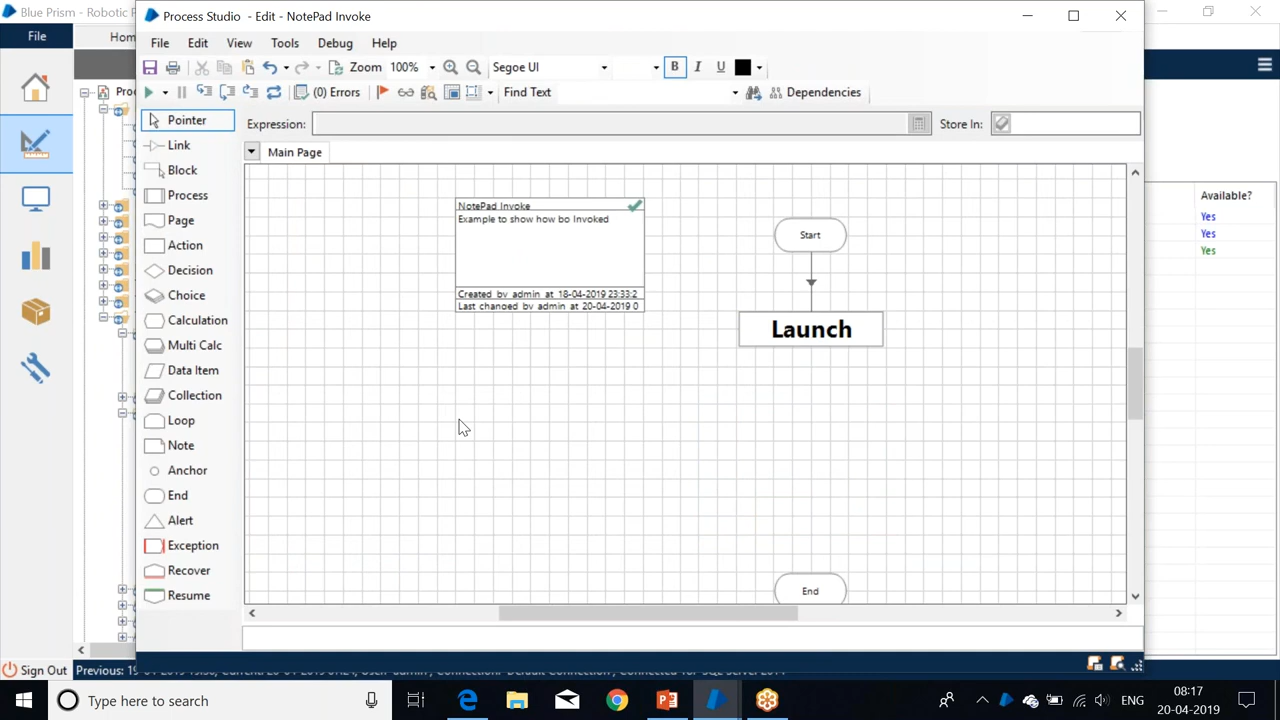 Blue Prism - Robotic P
Process Studio - Edit - NotePad Invoke
File
Hom
File Edit View Tools Debug Help
Zoom 100% Segoe UI B I U
(0) Errors Find Text Dependencies
Pointer
Expression:
Store In:
Main Page
Link
Block
Process
Page
Action
Decision
Choice
Calculation
Multi Calc
Data Item
Collection
Loop
Note
Anchor
End
Alert
Exception
Recover
Resume
Proc
NotePad Invoke
Example to show how bo Invoked
Created by admin at 18-04-2019 23:33:2
Last changed by admin at 20-04-2019 0
Start
Launch
End
Available?
Yes
Yes
Yes
Sign Out
Type here to search
ENG
08:17
20-04-2019